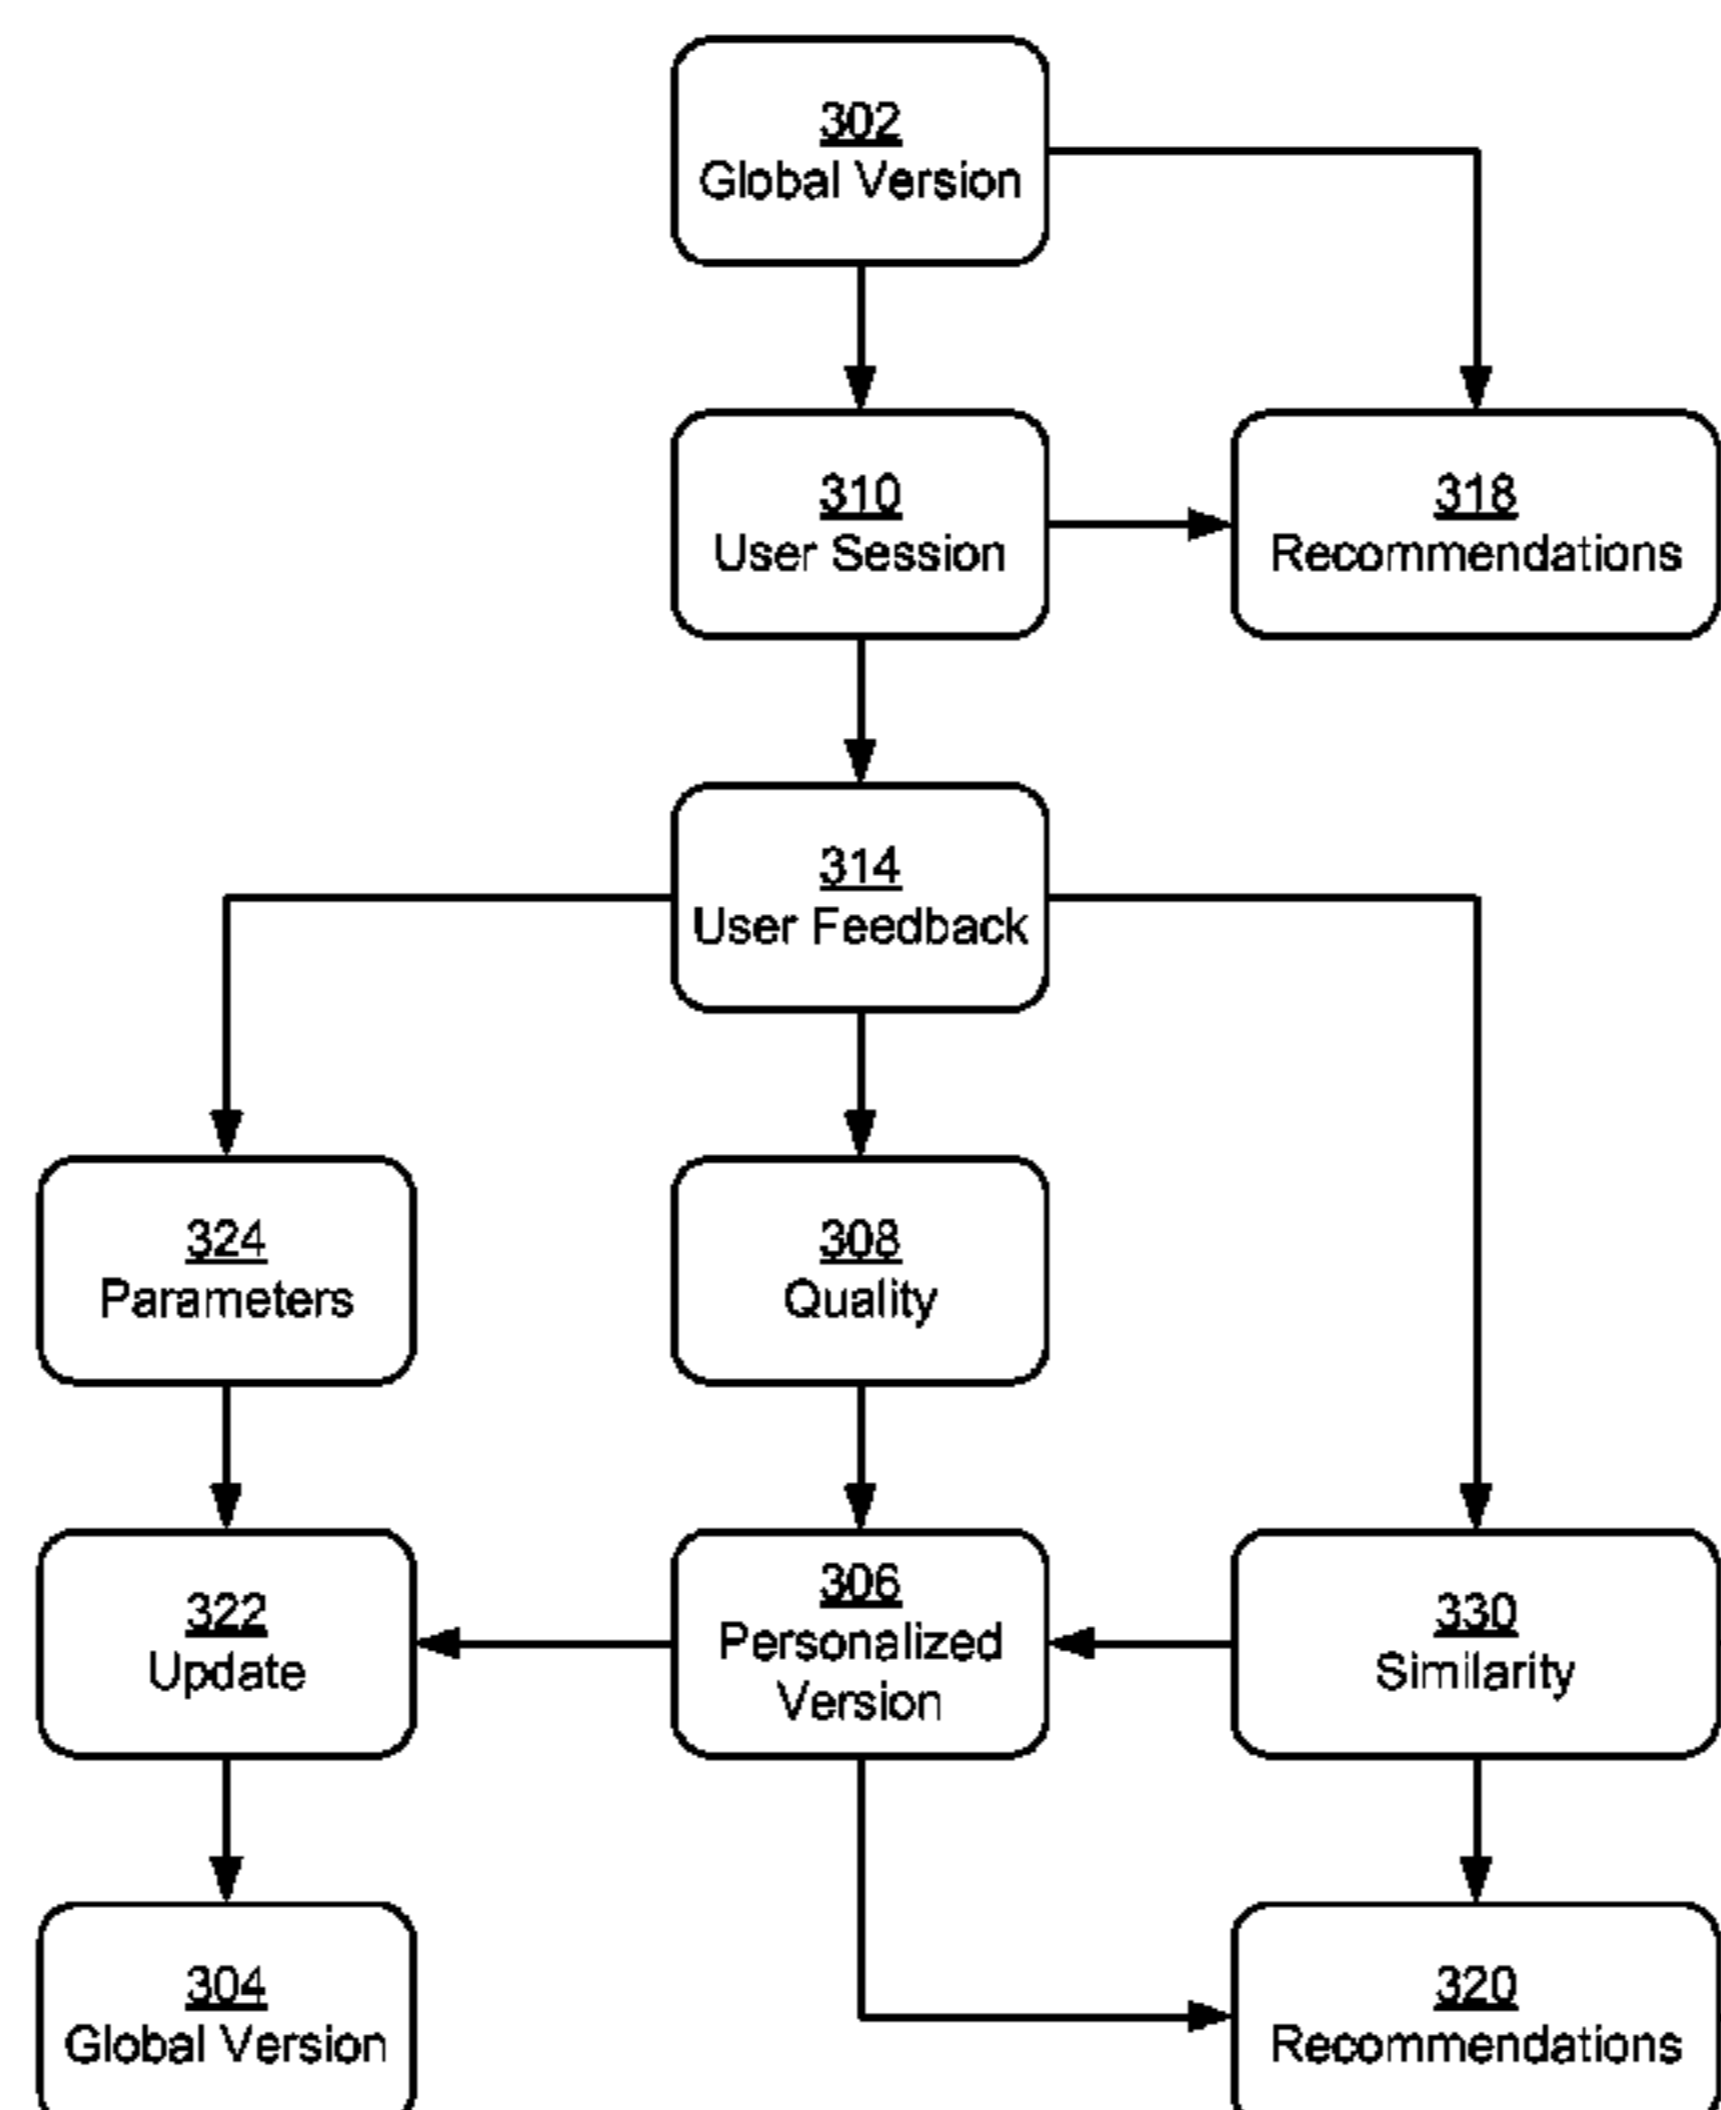 302
Global Version
310
User Session
318
Recommendations
314
User Feedback
324
Parameters
308
Quality
322
Update
306
Personalized
Version
330
Similarity
304
Global Version
320
Recommendations